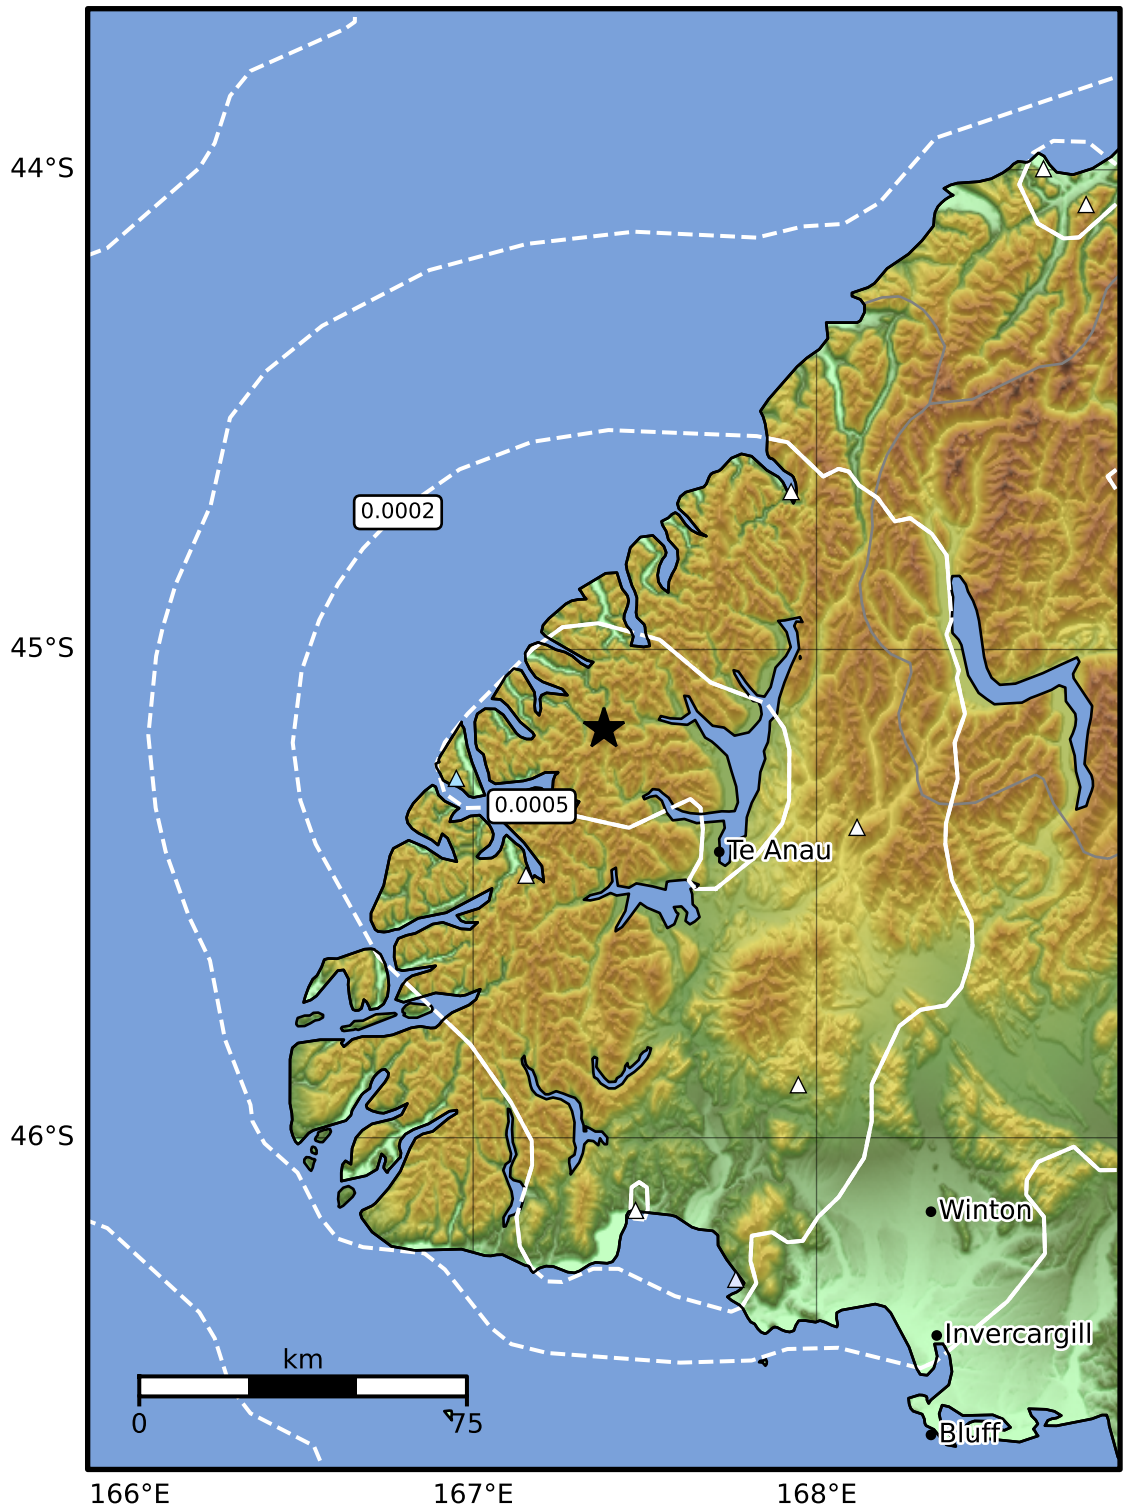 44°S
0.0002
45°S
0.0005
Te Anau
46°S
Winton
Invercargill
km
0 75
Bluff
166°E 167°E 168°E